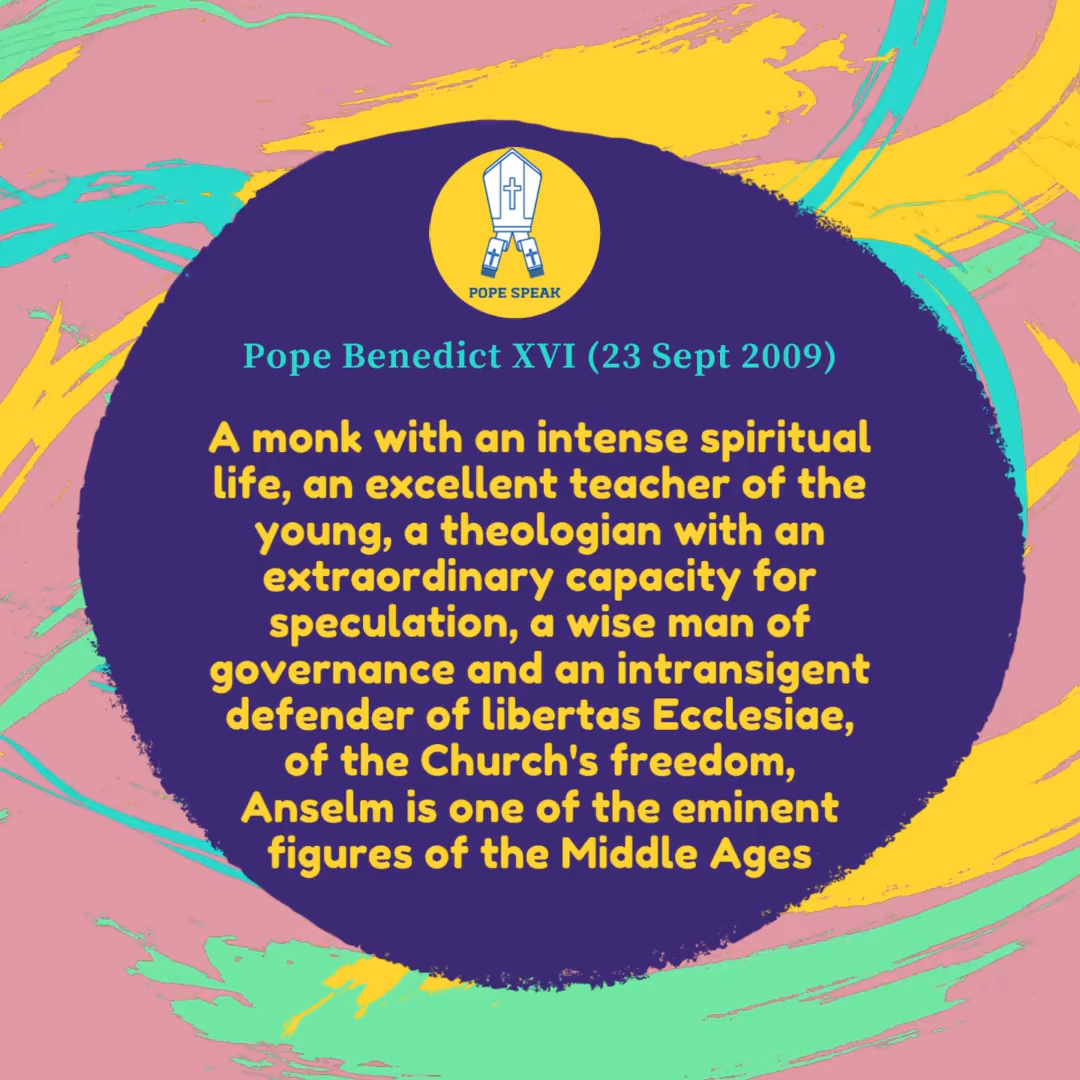 POPE SPEAK
Pope Benedict XVI (23 Sept 2009)
A monk with an intense spiritual
life, an excellent teacher of the
young, a theologian with an
extraordinary capacity for
speculation, a wise man of
governance and an intransigent
defender of libertas Ecclesiae,
of the Church's freedom,
Anselm is one of the eminent
figures of the Middle Ages